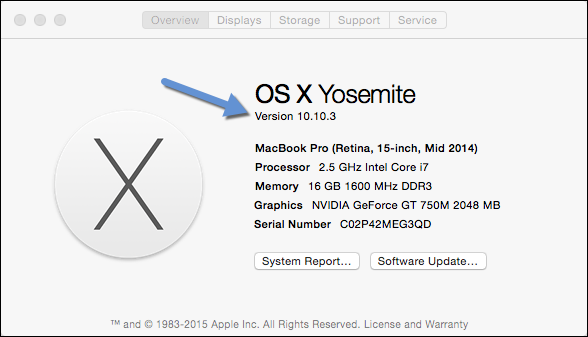 Overview Displays Storage Support Service
OS X Yosemite
Version 10.10.3
MacBook Pro (Retina, 15-inch, Mid 2014)
Processor 2.5 GHz Intel Core i7
Memory 16 GB 1600 MHz DDR3
Graphics NVIDIA GeForce GT 750M 2048 MB
Serial Number C02P42MEG3QD
System Report... Software Update...
™ and © 1983-2015 Apple Inc. All Rights Reserved. License and Warranty